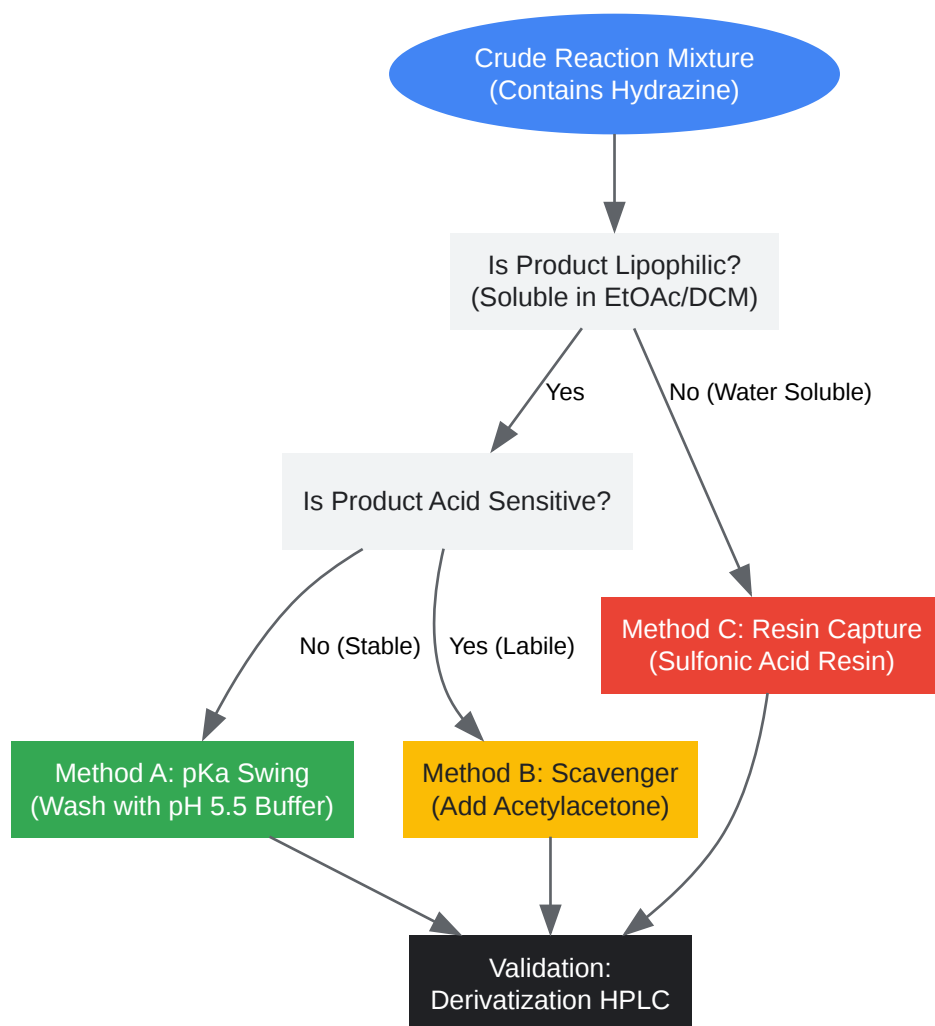 Crude Reaction Mixture
(Contains Hydrazine)
Is Product Lipophilic?
(Soluble in EtOAc/DCM)
Yes
No (Water Soluble)
Is Product Acid Sensitive?
Method C: Resin Capture
(Sulfonic Acid Resin)
No (Stable)
Yes (Labile)
Method A: pKa Swing
(Wash with pH 5.5 Buffer)
Method B: Scavenger
(Add Acetylacetone)
Validation:
Derivatization HPLC